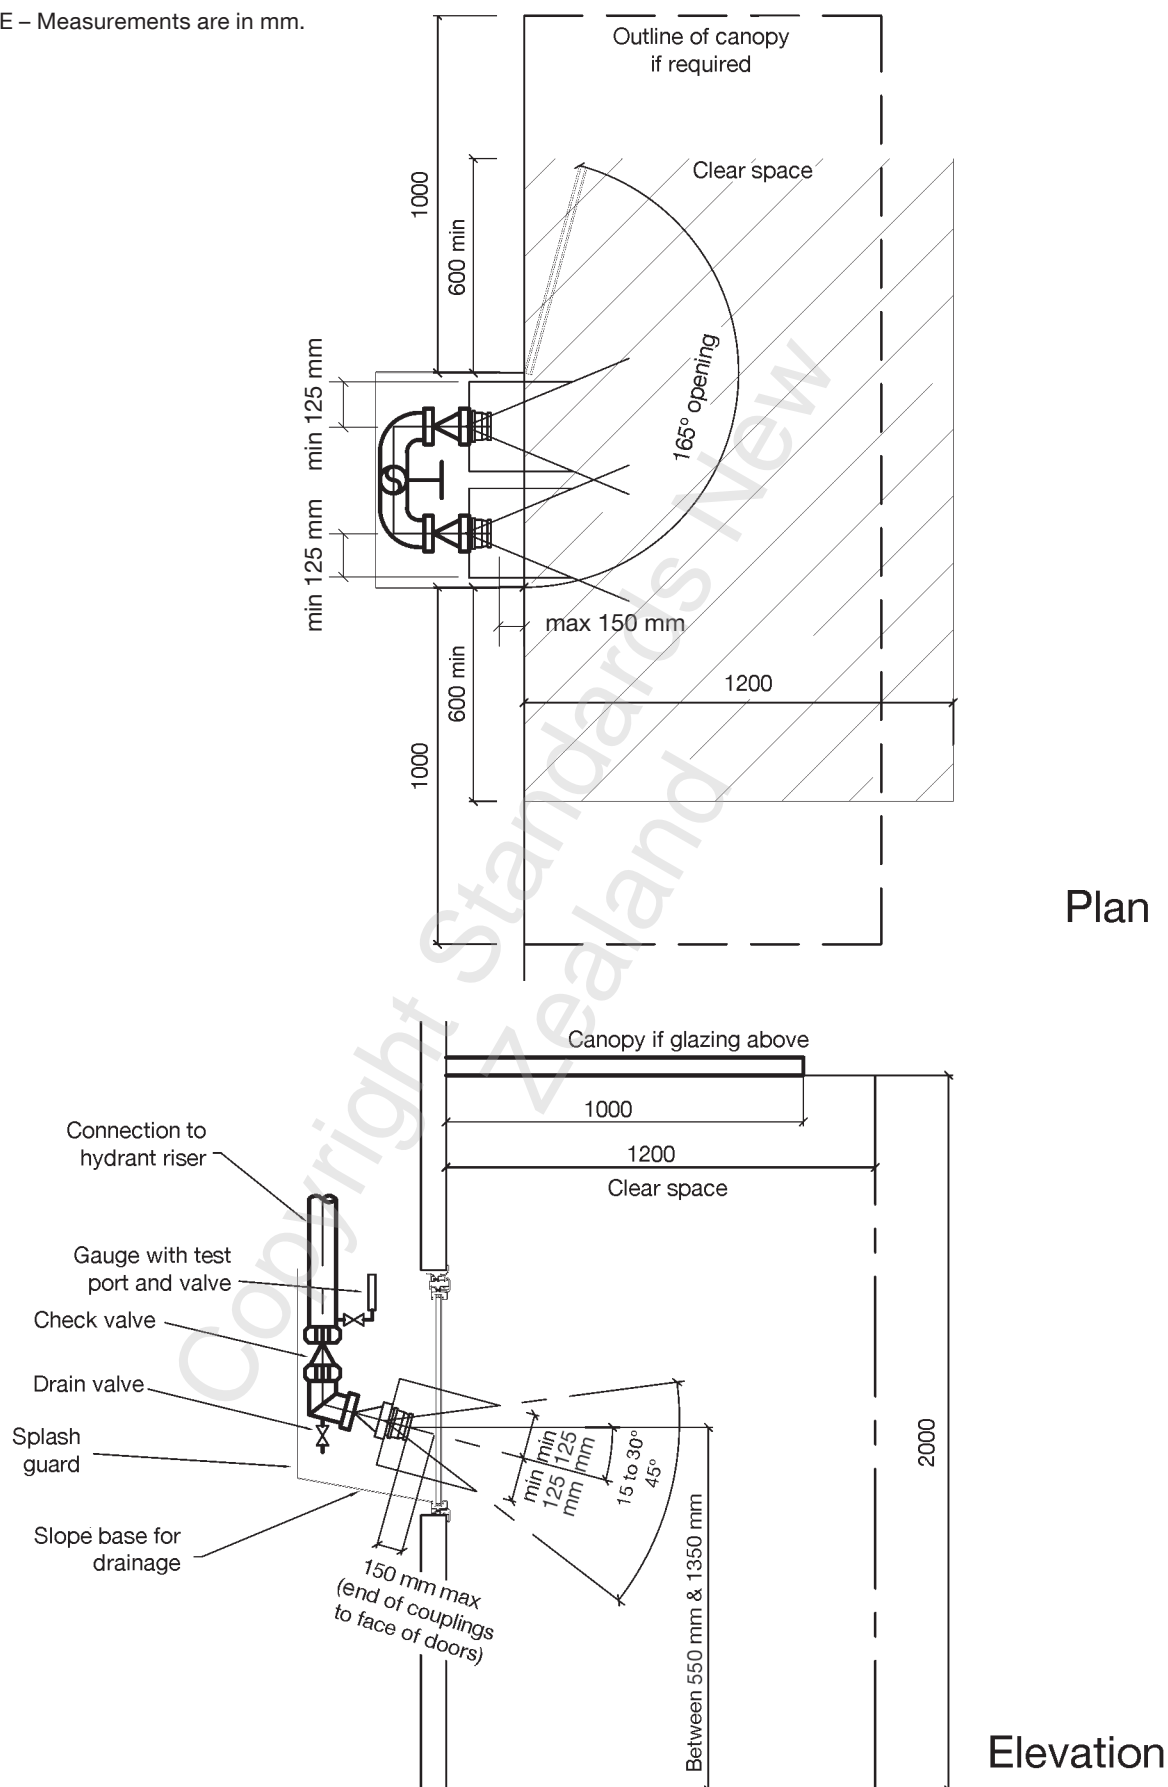 E – Measurements are in mm.
Outline of canopy
if required
Clear space
1000
600 min
165° opening
min 125 mm
min 125 mm
max 150 mm
600 min
1200
1000
Plan
Canopy if glazing above
1000
1200
Clear space
Connection to
hydrant riser
Gauge with test
port and valve
Check valve
Drain valve
Splash
guard
Slope base for
drainage
150 mm max
(end of couplings
to face of doors)
min
125
mm
min
125
mm
15 to 30°
45°
Between 550 mm & 1350 mm
2000
Elevation
Copyright Standards New
Zealand